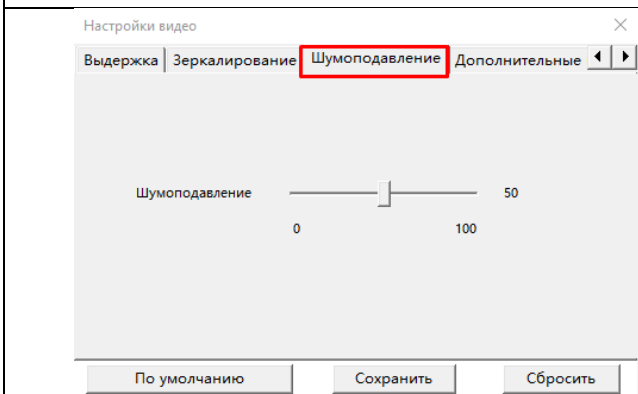 Настройки видео
Выдержка Зеркалирование Шумоподавление Дополнительные
Шумоподавление 50
0 100
По умолчанию Сохранить Сбросить